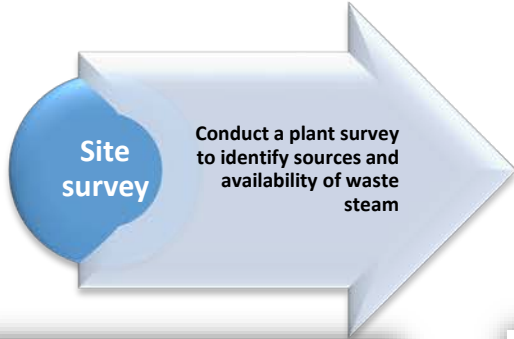 Site
survey
Conduct a plant survey
to identify sources and
availability of waste
steam